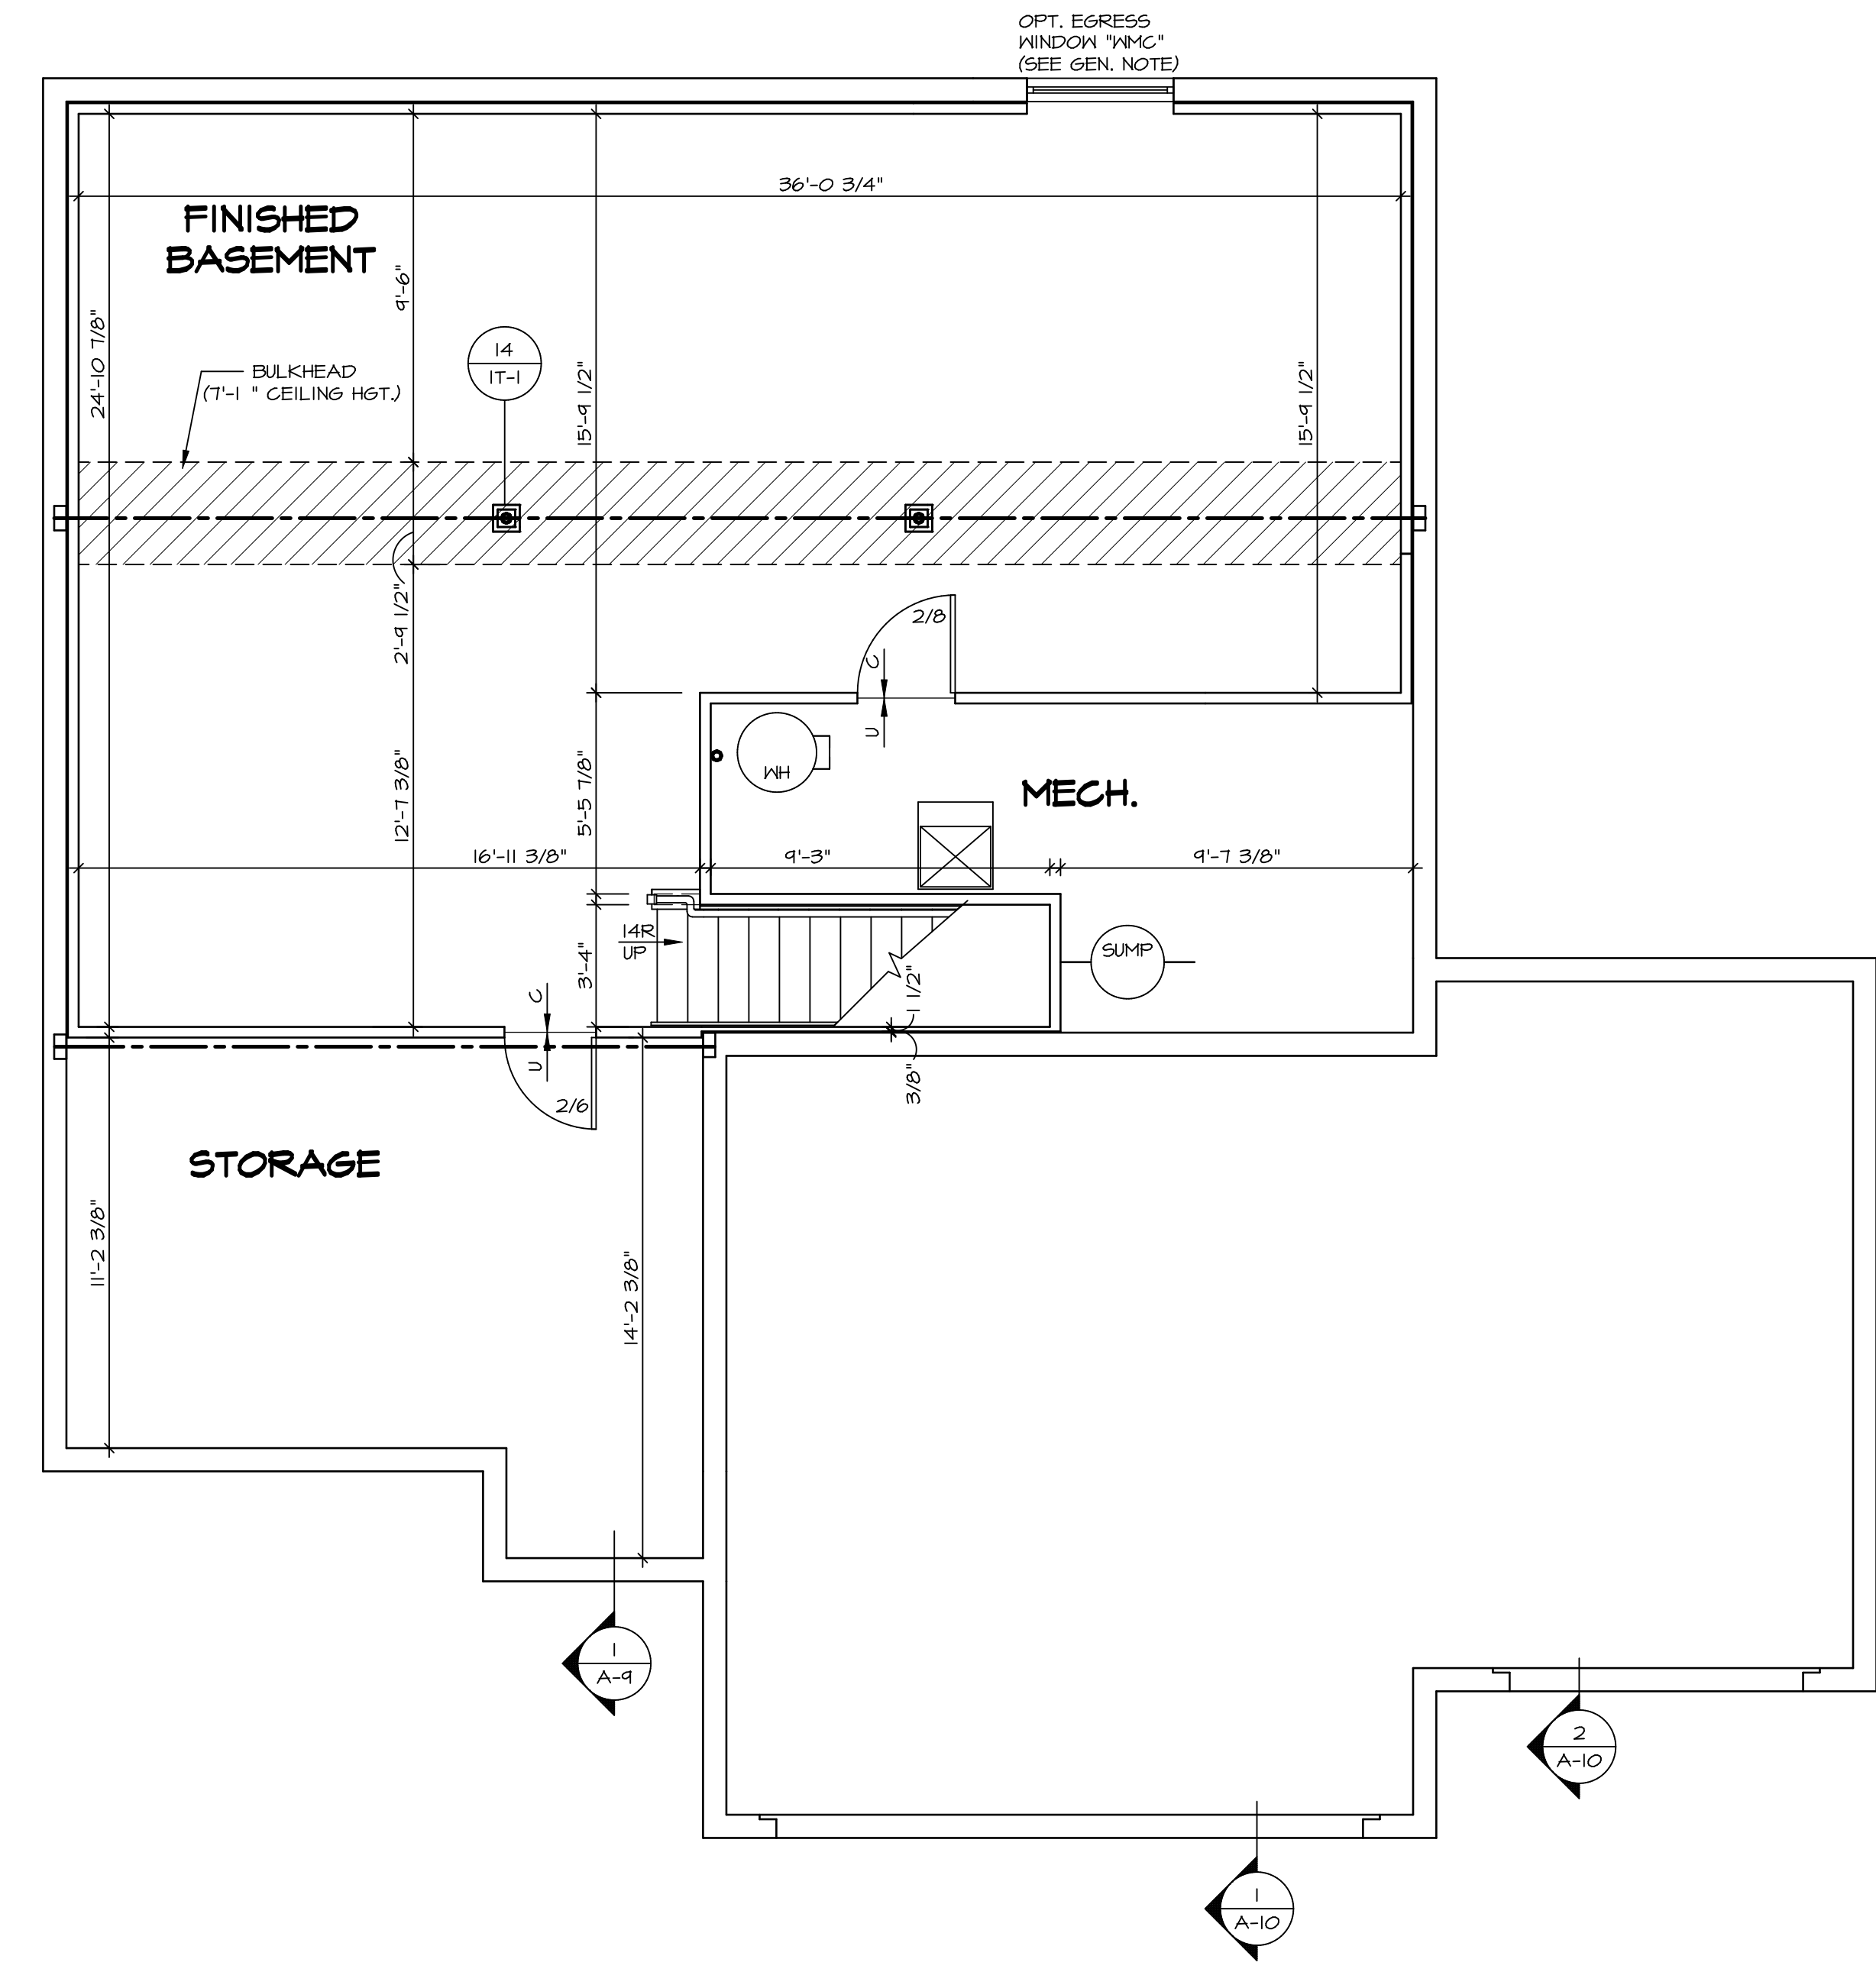 OPT. EGRESS
WINDOW "WMC"
(SEE GEN. NOTE)
36'-0 3/4"
FINISHED
BASEMENT
9'-6"
24'-10 7/8"
14
1T-1
BULKHEAD
(7'-1 " CEILING HGT.)
15'-9 1/2"
15'-9 1/2"
2'-9 1/2"
2/8
C
U
WH
MECH.
12'-7 3/8"
5'-5 7/8"
16'-11 3/8"
9'-3"
9'-7 3/8"
14R
UP
3'-4"
SUMP
1 1/2"
C
U
3/8"
2/6
STORAGE
11'-2 3/8"
14'-2 3/8"
1
A-9
2
A-10
1
A-10